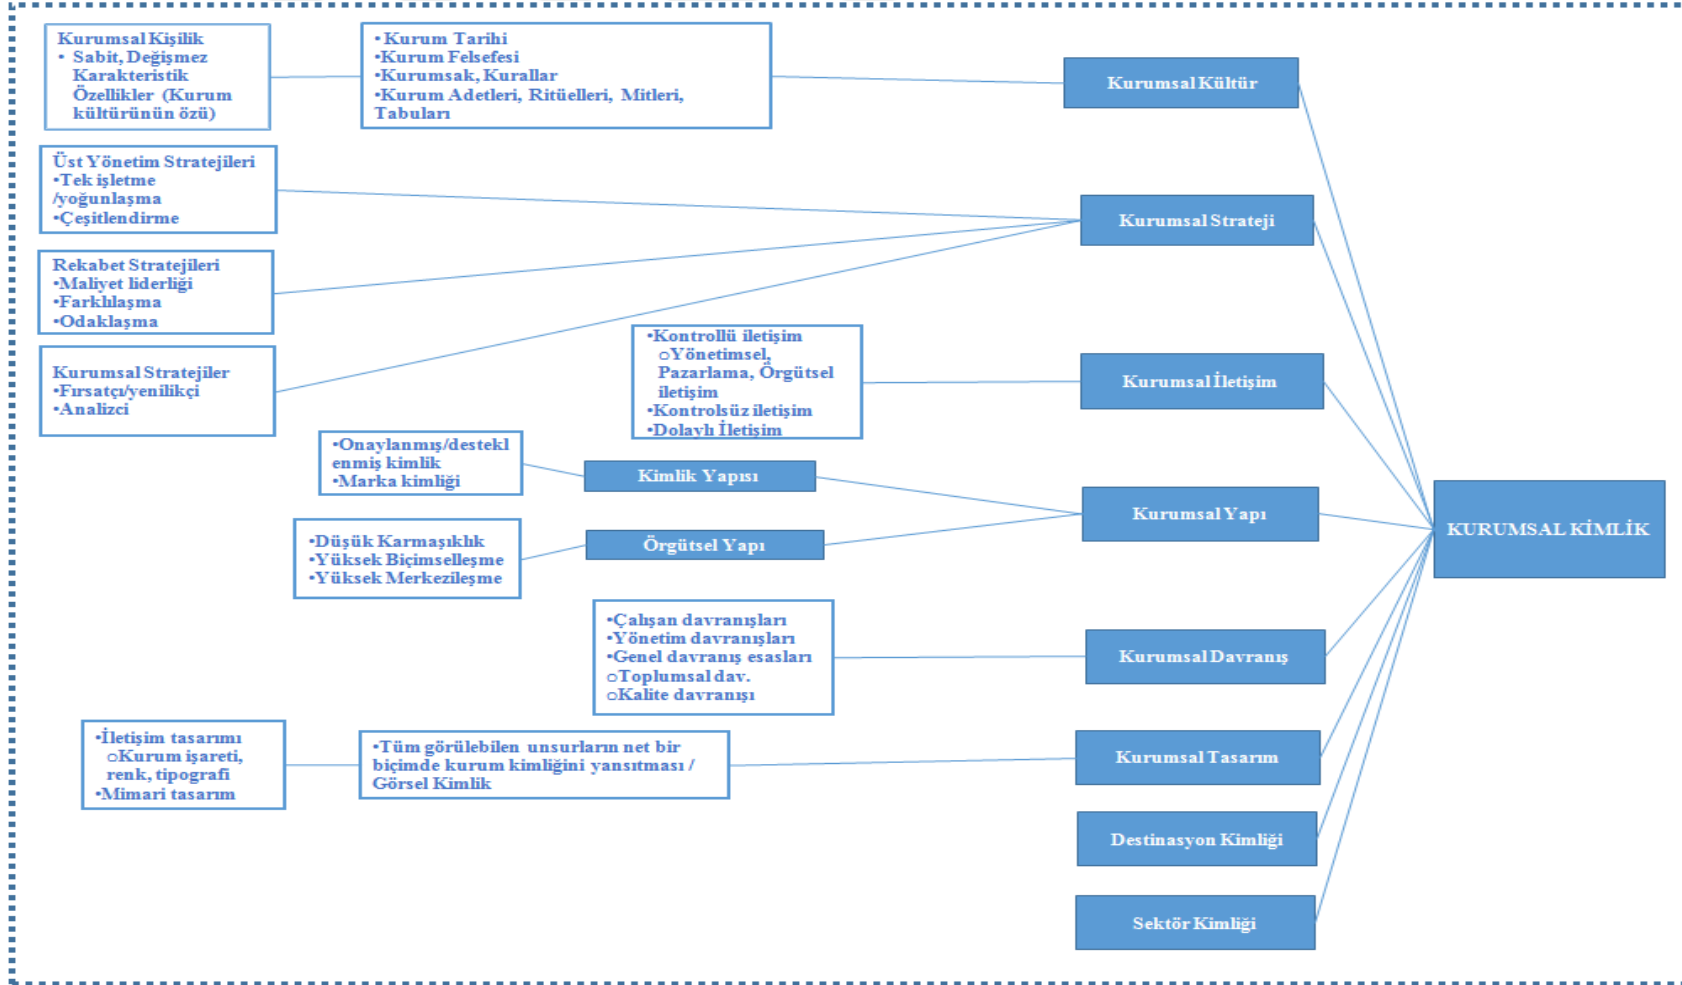 Kurumsal Kişilik
• Sabit, Değişmez
Karakteristik
Özellikler (Kurum
kültürünün özü)
• Kurum Tarihi
•Kurum Felsefesi
•Kurumsak, Kurallar
•Kurum Adetleri, Ritüelleri, Mitleri,
Tabuları
Kurumsal Kültür
Üst Yönetim Stratejileri
•Tek işletme
/yoğunlaşma
•Çeşitlendirme
Kurumsal Strateji
Rekabet Stratejileri
•Maliyet liderliği
•Farklılaşma
•Odaklaşma
Kurumsal Stratejiler
•Fırsatçı/yenilikçi
•Analizci
•Kontrollü iletişim
oYönetimsel,
Pazarlama, Örgütsel
iletişim
•Kontrolsüz iletişim
•Dolaylı İletişim
Kurumsal İletişim
•Onaylanmış/destekl
enmiş kimlik
•Marka kimliği
Kimlik Yapısı
Kurumsal Yapı
KURUMSAL KİMLİK
•Düşük Karmaşıklık
•Yüksek Biçimselleşme
•Yüksek Merkezileşme
Örgütsel Yapı
•Çalışan davranışları
•Yönetim davranışları
•Genel davranış esasları
oToplumsal dav.
oKalite davranışı
Kurumsal Davranış
•İletişim tasarımı
oKurum işareti,
renk, tipografi
•Mimari tasarım
•Tüm görülebilen unsurların net bir
biçimde kurum kimliğini yansıtması /
Görsel Kimlik
Kurumsal Tasarım
Destinasyon Kimliği
Sektör Kimliği